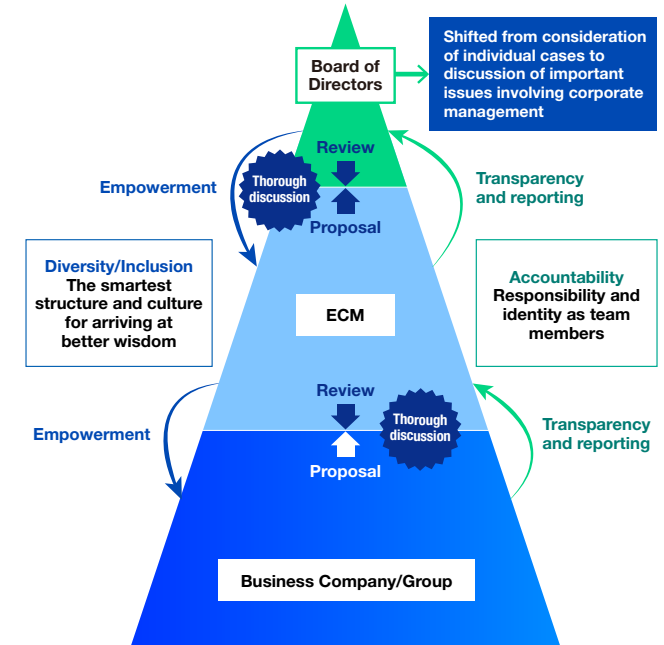 Board of
Directors
Shifted from consideration
of individual cases to
discussion of important
issues involving corporate
management
Review
Empowerment
Thorough
discussion
Transparency
and reporting
Proposal
Diversity/Inclusion
The smartest
structure and culture
for arriving at
better wisdom
ECM
Accountability
Responsibility and
identity as team
members
Review
Empowerment
Thorough
discussion
Transparency
and reporting
Proposal
Business Company/Group